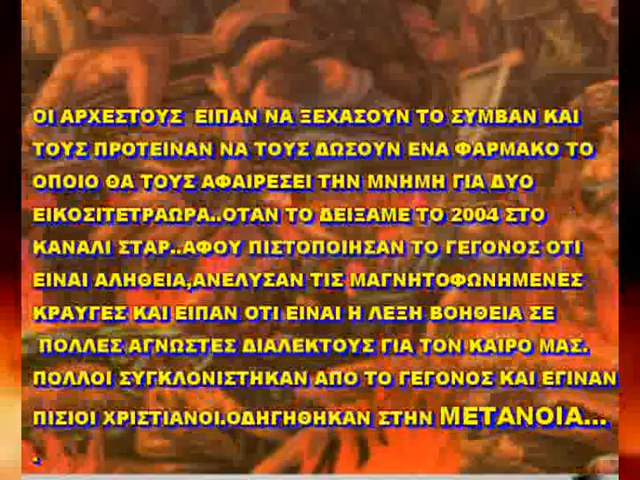 ΟΙ ΑΡΧΕΣΤΟΥΣ ΕΙΠΑΝ ΝΑ ΞΕΧΑΣΟΥΝ ΤΟ ΣΥΜΒΑΝ ΚΑΙ
ΤΟΥΣ ΠΡΟΤΕΙΝΑΝ ΝΑ ΤΟΥΣ ΔΩΣΟΥΝ ΕΝΑ ΦΑΡΜΑΚΟ ΤΟ
ΟΠΟΙΟ ΘΑ ΤΟΥΣ ΑΦΑΙΡΕΣΕΙ ΤΗΝ ΜΝΗΜΗ ΓΙΑ ΔΥΟ
ΕΙΚΟΣΙΤΕΤΡΑΩΡΑ..ΟΤΑΝ ΤΟ ΔΕΙΞΑΜΕ ΤΟ 2004 ΣΤΟ
ΚΑΝΑΛΙ ΣΤΑΡ..ΑΦΟΥ ΠΙΣΤΟΠΟΙΗΣΑΝ ΤΟ ΓΕΓΟΝΟΣ ΟΤΙ
ΕΙΝΑΙ ΑΛΗΘΕΙΑ,ΑΝΕΛΥΣΑΝ ΤΙΣ ΜΑΓΝΗΤΟΦΩΝΗΜΕΝΕΣ
ΚΡΑΥΓΕΣ ΚΑΙ ΕΙΠΑΝ ΟΤΙ ΕΙΝΑΙ Η ΛΕΞΗ ΒΟΗΘΕΙΑ ΣΕ
ΠΟΛΛΕΣ ΑΓΝΩΣΤΕΣ ΔΙΑΛΕΚΤΟΥΣ ΓΙΑ ΤΟΝ ΚΑΙΡΟ ΜΑΣ.
ΠΟΛΛΟΙ ΣΥΓΚΛΟΝΙΣΤΗΚΑΝ ΑΠΟ ΤΟ ΓΕΓΟΝΟΣ ΚΑΙ ΕΓΙΝΑΝ
ΠΙΣΙΟΙ ΧΡΙΣΤΙΑΝΟΙ.ΟΔΗΓΗΘΗΚΑΝ ΣΤΗΝ ΜΕΤΑΝΟΙΑ...
.